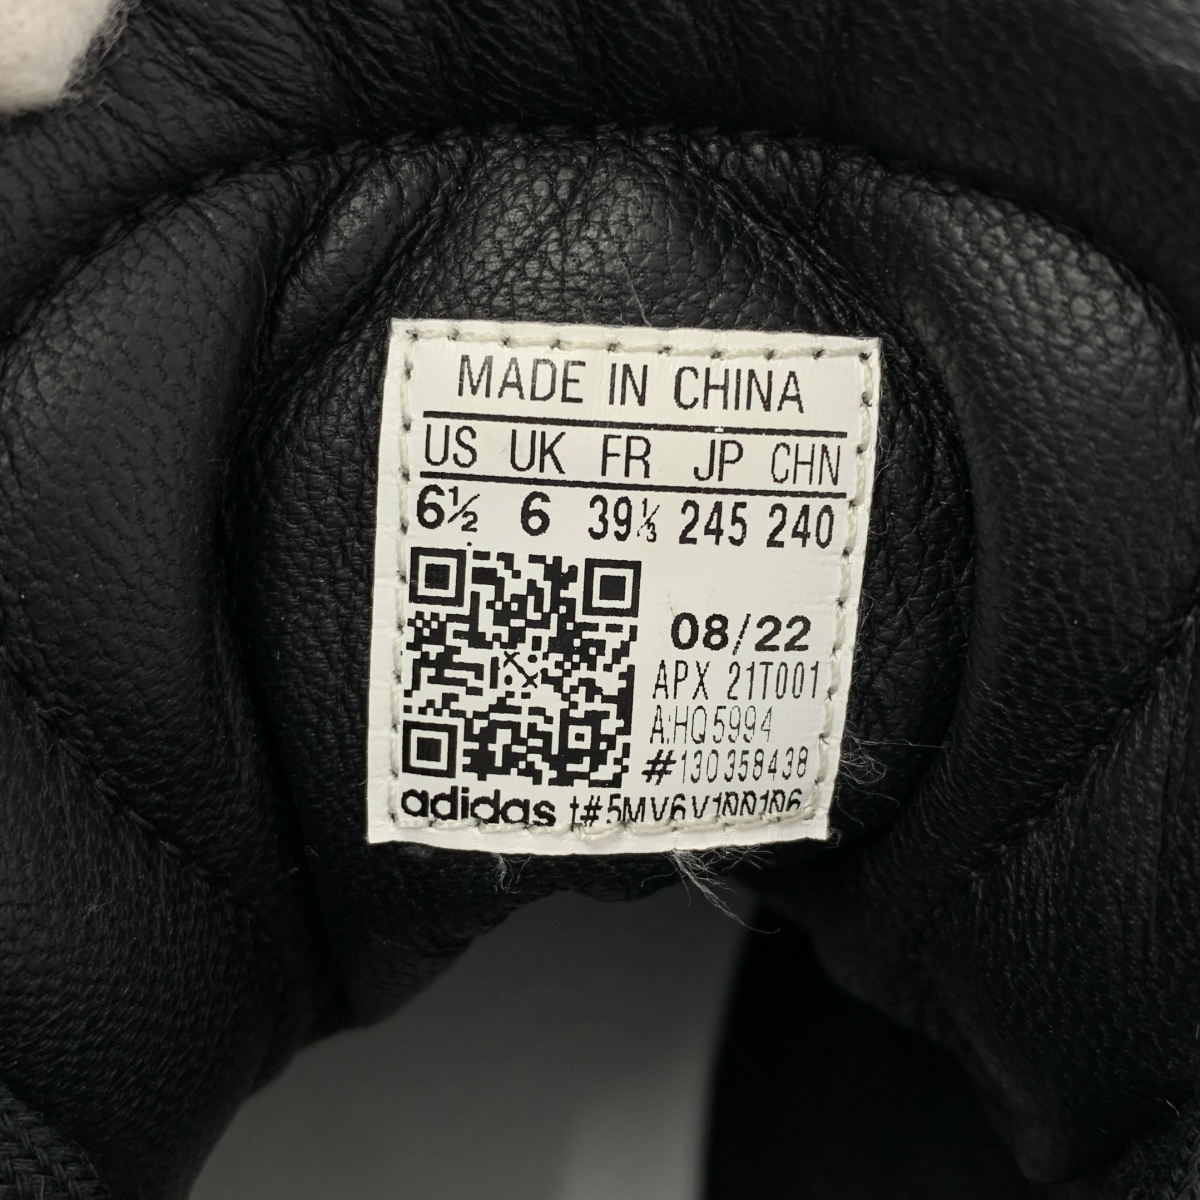 MADE IN CHINA
US UK FR JP CHN
6½ 6 39⅓ 245 240
08/22
APX 21T001
A:HQ5994
#130358438
adidas t#5MV6V100106